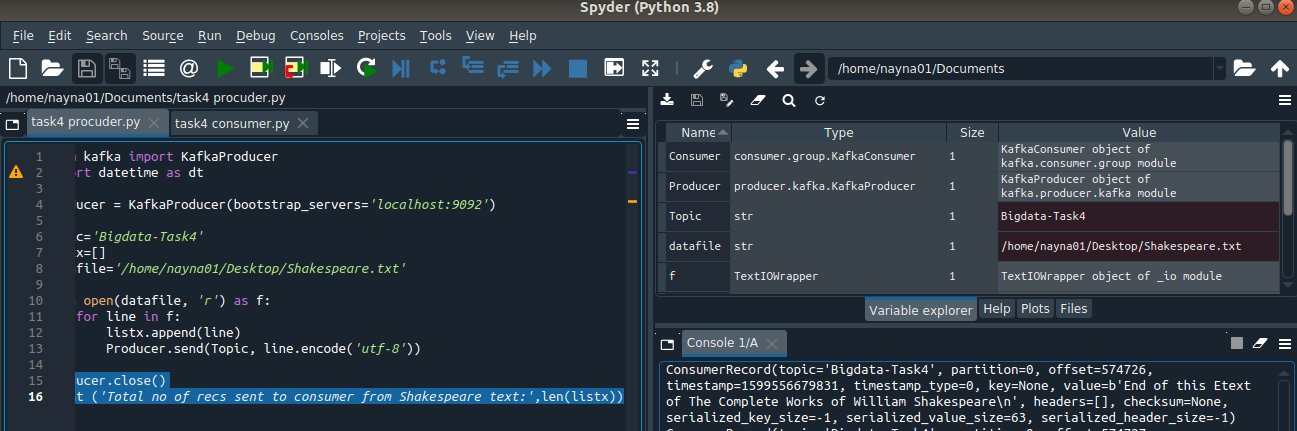 Spyder (Python 3.8)
File Edit Search Source Run Debug Consoles Projects Tools View Help
/home/nayna01/Documents
/home/nayna01/Documents/task4 procuder.py
task4 procuder.py
task4 consumer.py
1 kafka import KafkaProducer
2 rt datetime as dt
3
4 ucer = KafkaProducer(bootstrap_servers='localhost:9092')
5
6 c='Bigdata-Task4'
7 x=[]
8 file='/home/nayna01/Desktop/Shakespeare.txt'
9
10 open(datafile, 'r') as f:
11 for line in f:
12 listx.append(line)
13 Producer.send(Topic, line.encode('utf-8'))
14
15 ucer.close()
16 t ('Total no of recs sent to consumer from Shakespeare text:',len(listx))
Name Type Size Value
Consumer consumer.group.KafkaConsumer 1 KafkaConsumer object of
kafka.consumer.group module
Producer producer.kafka.KafkaProducer 1 KafkaProducer object of
kafka.producer.kafka module
Topic str 1 Bigdata-Task4
datafile str 1 /home/nayna01/Desktop/Shakespeare.txt
f TextIOWrapper 1 TextIOWrapper object of _io module
Variable explorer Help Plots Files
Console 1/A
ConsumerRecord(topic='Bigdata-Task4', partition=0, offset=574726,
timestamp=1599556679831, timestamp_type=0, key=None, value=b'End of this Etext
of The Complete Works of William Shakespeare\n', headers=[], checksum=None,
serialized_key_size=-1, serialized_value_size=63, serialized_header_size=-1)